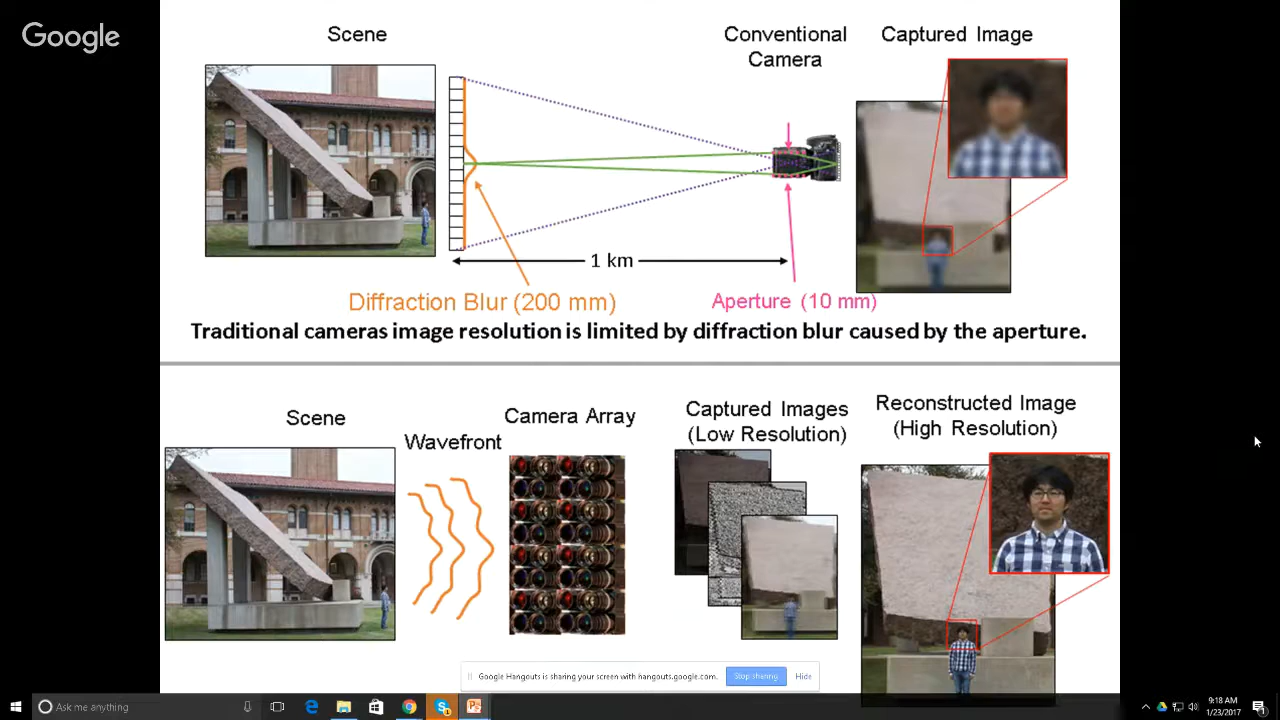 Google
Scene
Conventional
Camera
Captured Image
1 km
Diffraction Blur (200 mm)
Aperture (10 mm)
Traditional cameras image resolution is limited by diffraction blur caused by the aperture.
Scene
Wavefront
Camera Array
Captured Images
(Low Resolution)
Reconstructed Image
(High Resolution)
Google Hangouts is sharing your screen with hangouts.google.com.
Stop sharing
Hide
Ask me anything
9:18 AM
1/23/2017